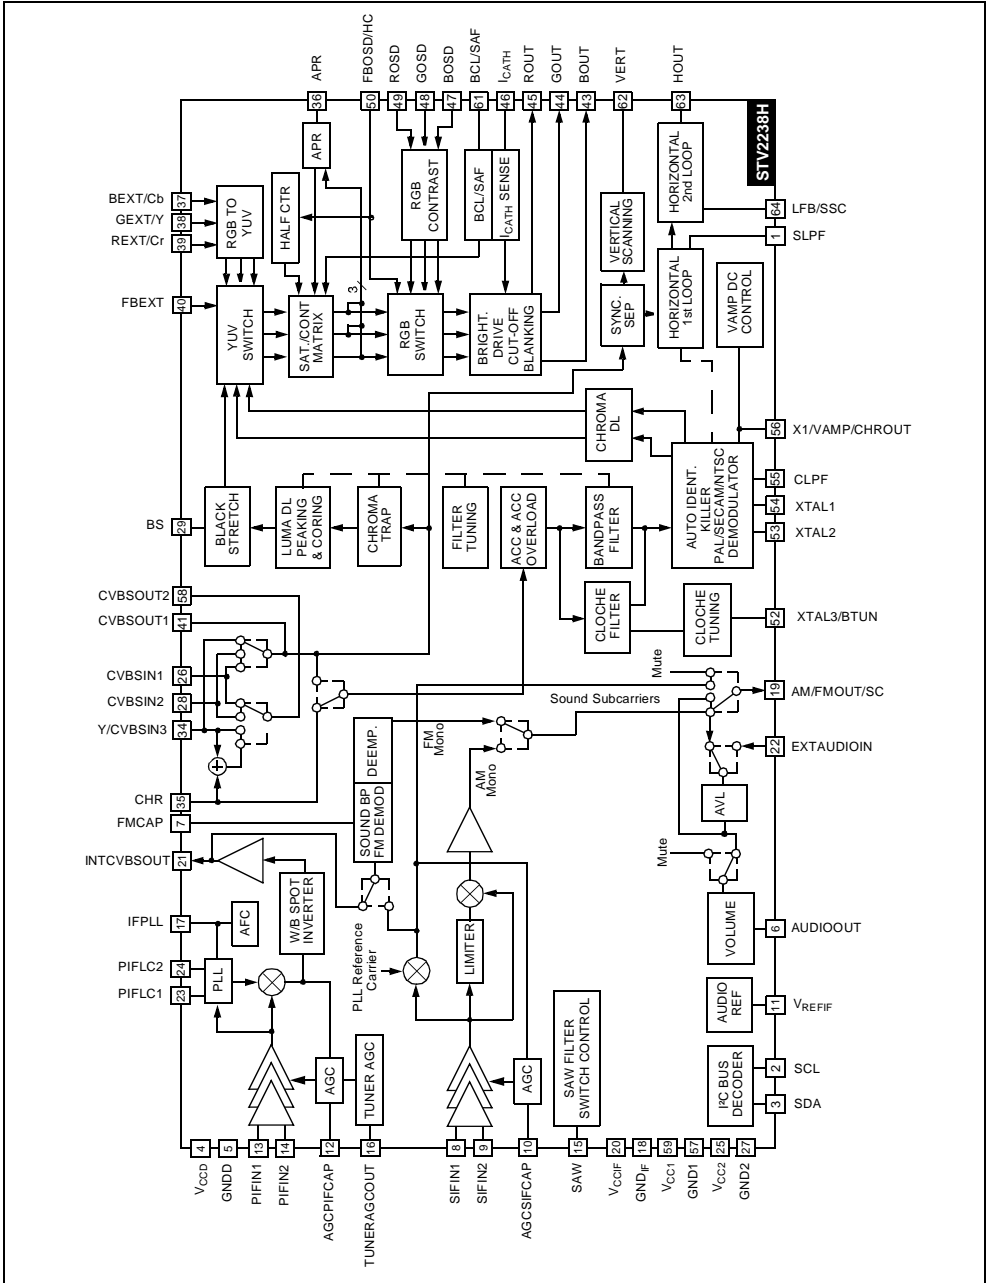 APR
FBOSD/HC
ROSD
GOSD
BOSD
BCL/SAF
ICATH
ROUT
GOUT
BOUT
VERT
HOUT
36
50
49
48
47
61
46
45
44
43
62
63
STV2238H
BEXT/Cb
37
GEXT/Y
38
REXT/Cr
39
FBEXT
40
RGB TO
YUV
HALF CTR
APR
RGB
CONTRAST
BCL/SAF
ICATH SENSE
VERTICAL
SCANNING
HORIZONTAL
2nd LOOP
64
LFB/SSC
1
SLPF
YUV
SWITCH
SAT./CONT
MATRIX
3
RGB
SWITCH
BRIGHT.
DRIVE
CUT-OFF
BLANKING
SYNC.
SEP
HORIZONTAL
1st LOOP
VAMP DC
CONTROL
CHROMA
DL
56
X1/VAMP/CHROUT
BS
29
BLACK
STRETCH
LUMA DL
PEAKING
& CORING
CHROMA
TRAP
FILTER
TUNING
ACC & ACC
OVERLOAD
BANDPASS
FILTER
AUTO IDENT.
KILLER
PAL/SECAM/NTSC
DEMODULATOR
55
CLPF
54
XTAL1
53
XTAL2
CLOCHE
FILTER
CLOCHE
TUNING
52
XTAL3/BTUN
CVBSOUT2
58
CVBSOUT1
41
CVBSIN1
26
CVBSIN2
28
Y/CVBSIN3
34
CHR
35
FMCAP
7
INTCVBSOUT
21
Mute
Sound Subcarriers
19
AM/FMOUT/SC
22
EXTAUDIOIN
SOUND BP
FM DEMOD
DEEMP.
FM
Mono
AM
Mono
AVL
Mute
VOLUME
6
AUDIOOUT
IFPLL
17
AFC
W/B SPOT
INVERTER
PIFLC2
24
PIFLC1
23
PLL
PLL Reference
Carrier
LIMITER
AUDIO
REF
11
VREFIF
AGC
TUNER AGC
AGC
SAW FILTER
SWITCH CONTROL
I²C BUS
DECODER
2
SCL
3
SDA
4
5
13
14
12
16
8
9
10
15
20
18
59
57
25
27
VCCD
GNDD
PIFIN1
PIFIN2
AGCPIFCAP
TUNERAGCOUT
SIFIN1
SIFIN2
AGCSIFCAP
SAW
VCCIF
GNDIF
VCC1
GND1
VCC2
GND2